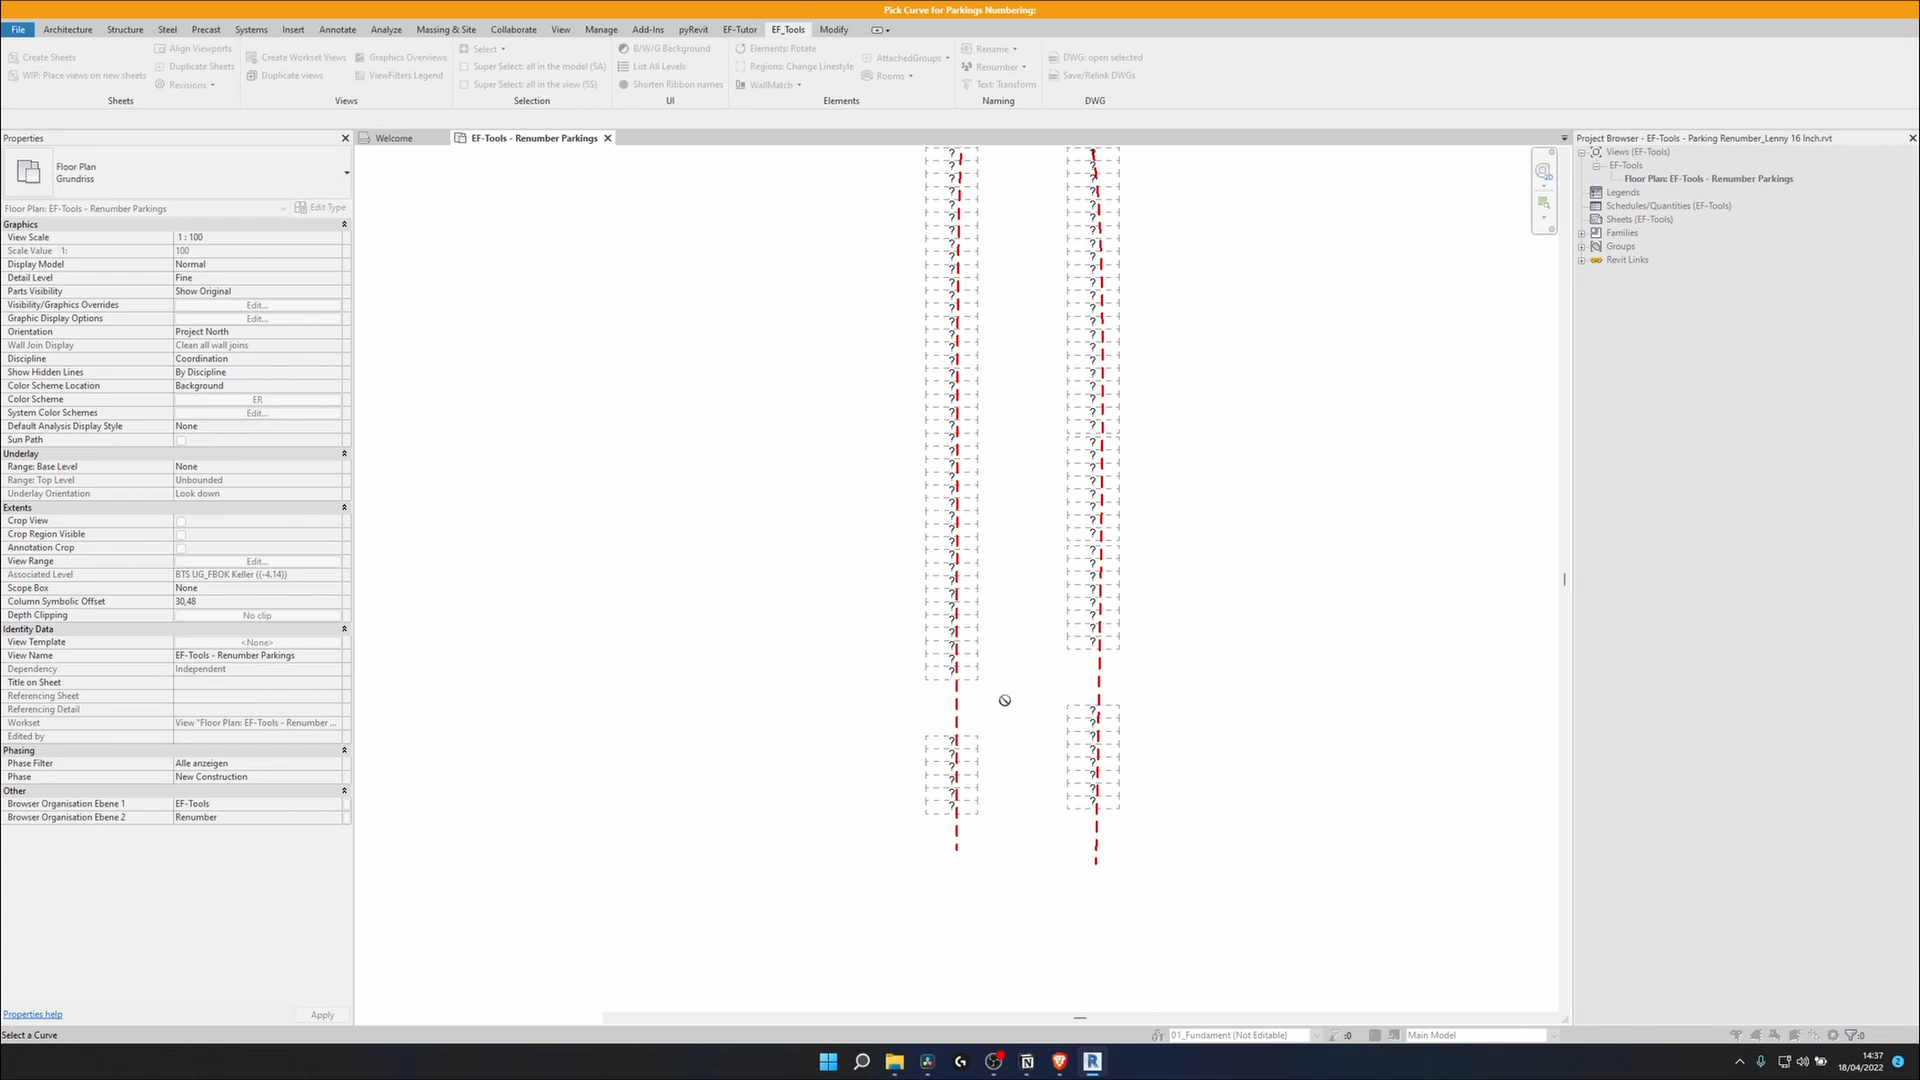 Pick Curve for Parkings Numbering:
File Architecture Structure Steel Precast Systems Insert Annotate Analyze Massing & Site Collaborate View Manage Add-Ins pyRevit EF-Tutor EF_Tools Modify
Create Sheets
WIP: Place views on new sheets
Align Viewports
Duplicate Sheets
Revisions
Sheets
Create Workset Views
Duplicate views
Graphics Overviews
ViewFilters Legend
Views
Select
Super Select: all in the model (SA)
Super Select: all in the view (SS)
Selection
B/W/G Background
List All Levels
Shorten Ribbon names
UI
Elements: Rotate
Regions: Change Linestyle
WallMatch
AttachedGroups
Rooms
Elements
Rename
Renumber
Text: Transform
Naming
DWG: open selected
Save/Relink DWGs
DWG
Properties
Floor Plan
Grundriss
Floor Plan: EF-Tools - Renumber Parkings
Edit Type
Graphics
View Scale 1 : 100
Scale Value 1: 100
Display Model Normal
Detail Level Fine
Parts Visibility Show Original
Visibility/Graphics Overrides Edit...
Graphic Display Options Edit...
Orientation Project North
Wall Join Display Clean all wall joins
Discipline Coordination
Show Hidden Lines By Discipline
Color Scheme Location Background
Color Scheme ER
System Color Schemes Edit...
Default Analysis Display Style None
Sun Path
Underlay
Range: Base Level None
Range: Top Level Unbounded
Underlay Orientation Look down
Extents
Crop View
Crop Region Visible
Annotation Crop
View Range Edit...
Associated Level BTS UG_FBOK Keller ((-4.14))
Scope Box None
Column Symbolic Offset 30,48
Depth Clipping No clip
Identity Data
View Template <None>
View Name EF-Tools - Renumber Parkings
Dependency Independent
Title on Sheet
Referencing Sheet
Referencing Detail
Workset View "Floor Plan: EF-Tools - Renumber ...
Edited by
Phasing
Phase Filter Alle anzeigen
Phase New Construction
Other
Browser Organisation Ebene 1 EF-Tools
Browser Organisation Ebene 2 Renumber
Properties help
Apply
Select a Curve
Welcome
EF-Tools - Renumber Parkings
Project Browser - EF-Tools - Parking Renumber_Lenny 16 Inch.rvt
Views (EF-Tools)
EF-Tools
Floor Plan: EF-Tools - Renumber Parkings
Legends
Schedules/Quantities (EF-Tools)
Sheets (EF-Tools)
Families
Groups
Revit Links
01_Fundament (Not Editable)
:0
Main Model
:0
14:37
18/04/2022
2